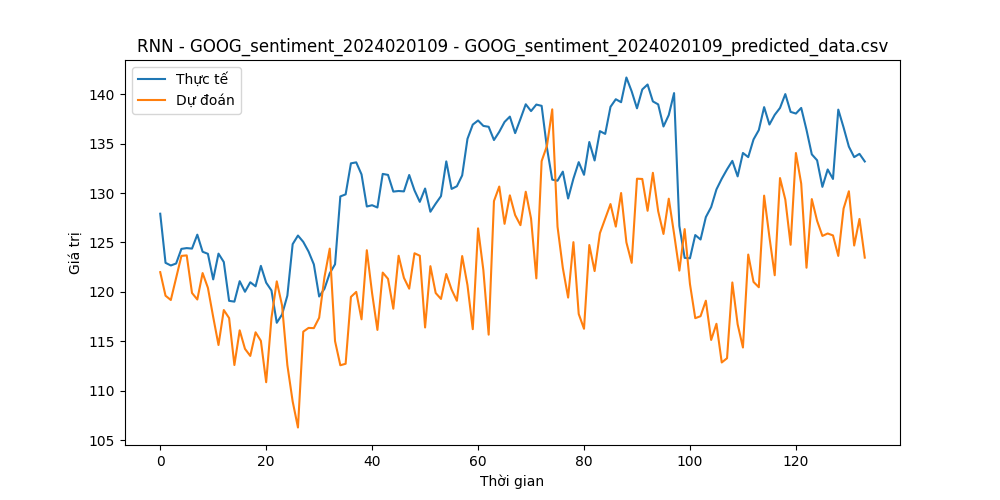 RNN - GOOG_sentiment_2024020109 - GOOG_sentiment_2024020109_predicted_data.csv
Thực tế
Dự đoán
Giá trị
140
135
130
125
120
115
110
105
0 20 40 60 80 100 120
Thời gian